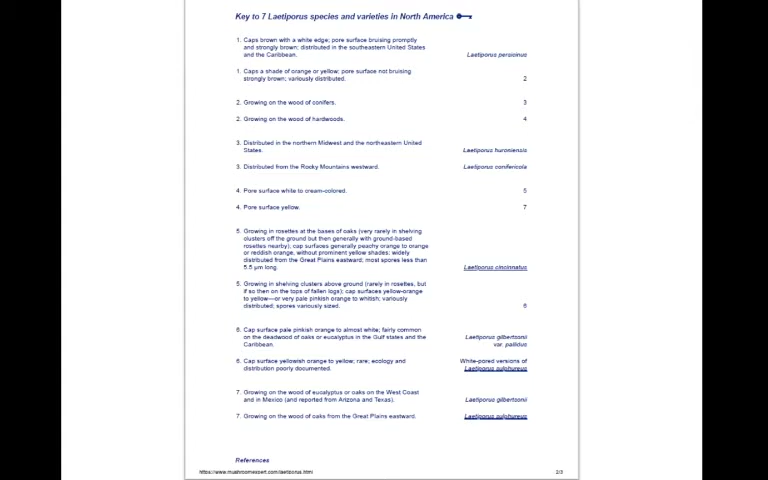 Key to 7 Laetiporus species and varieties in North America
1. Caps brown with a white edge; pore surface bruising promptly
and strongly brown; distributed in the southeastern United States
and the Caribbean. Laetiporus persicinus
1. Caps a shade of orange or yellow; pore surface not bruising
strongly brown; variously distributed. 2
2. Growing on the wood of conifers. 3
2. Growing on the wood of hardwoods. 4
3. Distributed in the northern Midwest and the northeastern United
States. Laetiporus huroniensis
3. Distributed from the Rocky Mountains westward. Laetiporus conifericola
4. Pore surface white to cream-colored. 5
4. Pore surface yellow. 7
5. Growing in rosettes at the bases of oaks (very rarely in shelving
clusters off the ground but then generally with ground-based
rosettes nearby); cap surfaces generally peachy orange to orange
or reddish orange, without prominent yellow shades; widely
distributed from the Great Plains eastward; most spores less than
5.5 µm long. Laetiporus cincinnatus
5. Growing in shelving clusters above ground (rarely in rosettes, but
if so then on the tops of fallen logs); cap surfaces yellow-orange
to yellow—or very pale pinkish orange to whitish; variously
distributed; spores variously sized. 6
6. Cap surface pale pinkish orange to almost white; fairly common
on the deadwood of oaks or eucalyptus in the Gulf states and the
Caribbean. Laetiporus gilbertsonii
var. pallidus
6. Cap surface yellowish orange to yellow; rare; ecology and
distribution poorly documented. White-pored versions of
Laetiporus sulphureus
7. Growing on the wood of eucalyptus or oaks on the West Coast
and in Mexico (and reported from Arizona and Texas). Laetiporus gilbertsonii
7. Growing on the wood of oaks from the Great Plains eastward. Laetiporus sulphureus
References
https://www.mushroomexpert.com/laetiporus.html 2/3